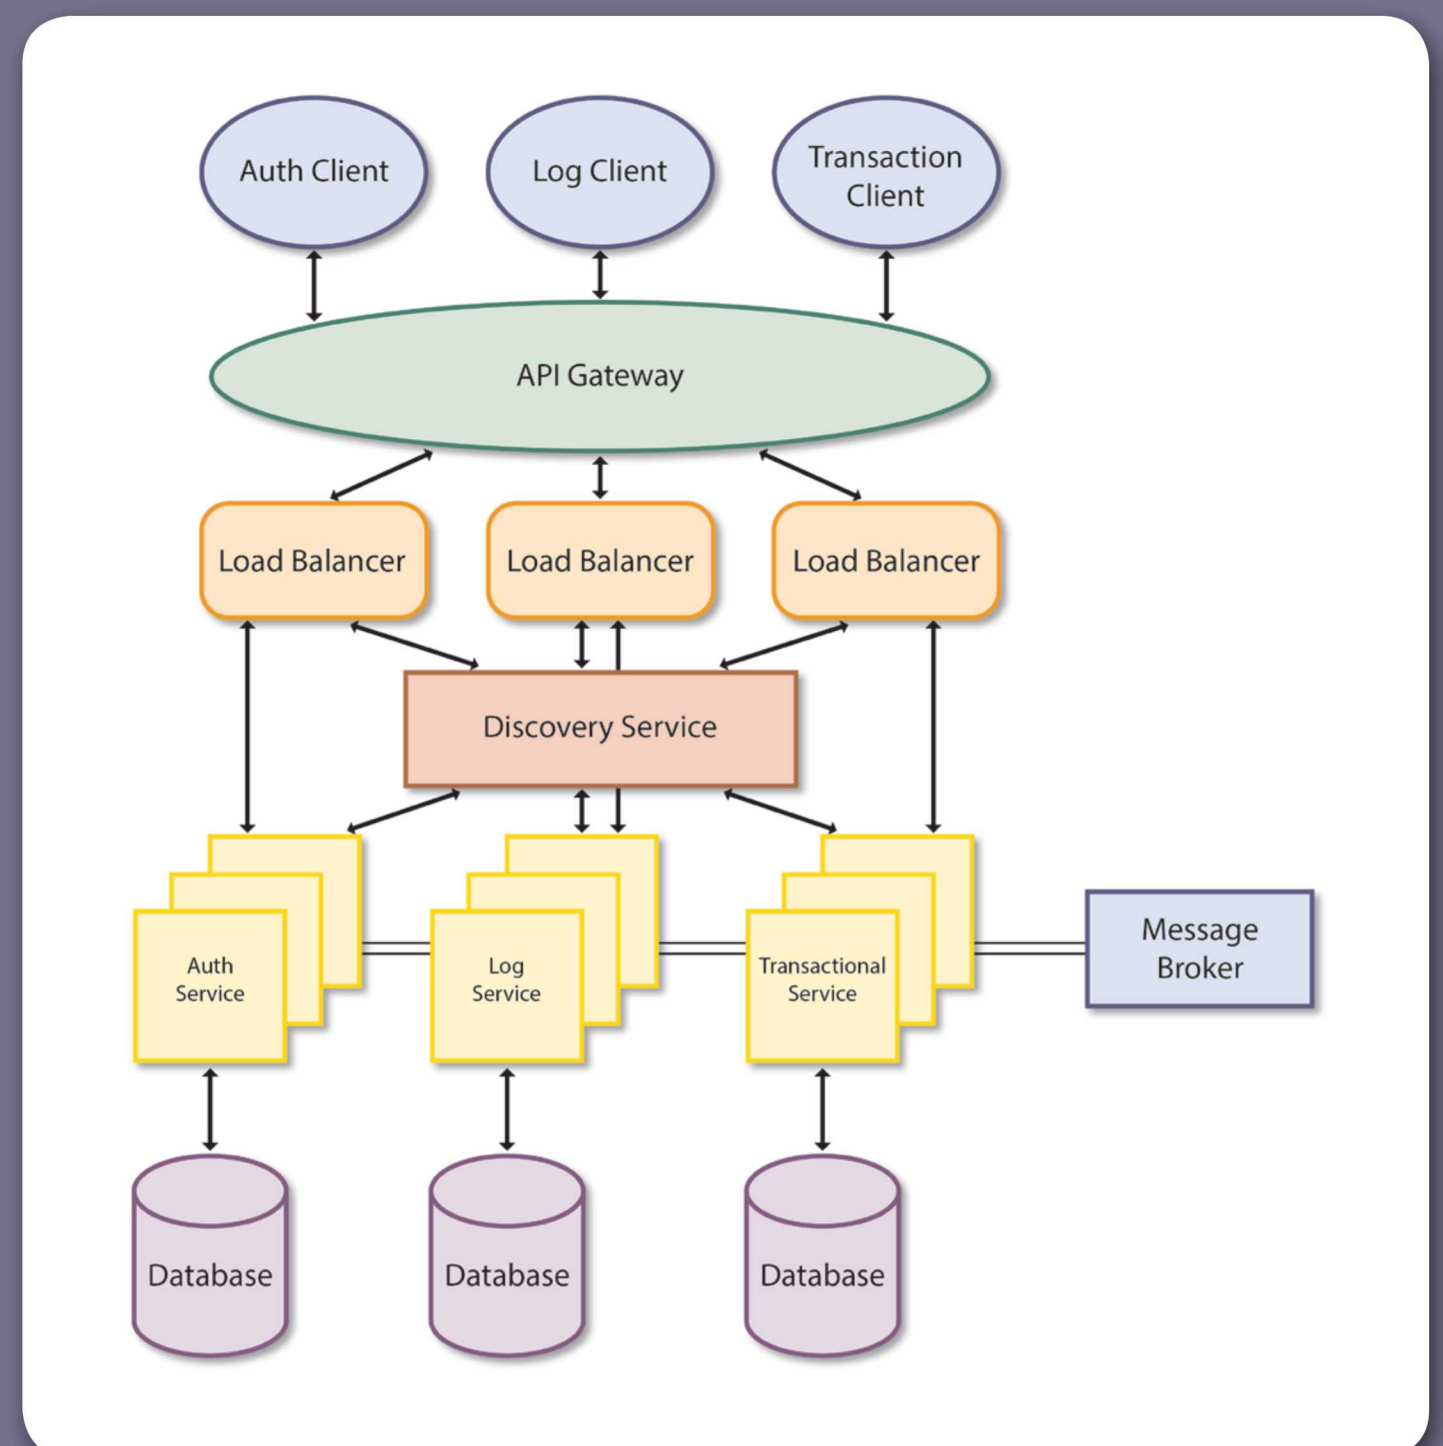 Auth Client
Log Client
Transaction
Client
API Gateway
Load Balancer
Load Balancer
Load Balancer
Discovery Service
Auth
Service
Log
Service
Transactional
Service
Message
Broker
Database
Database
Database